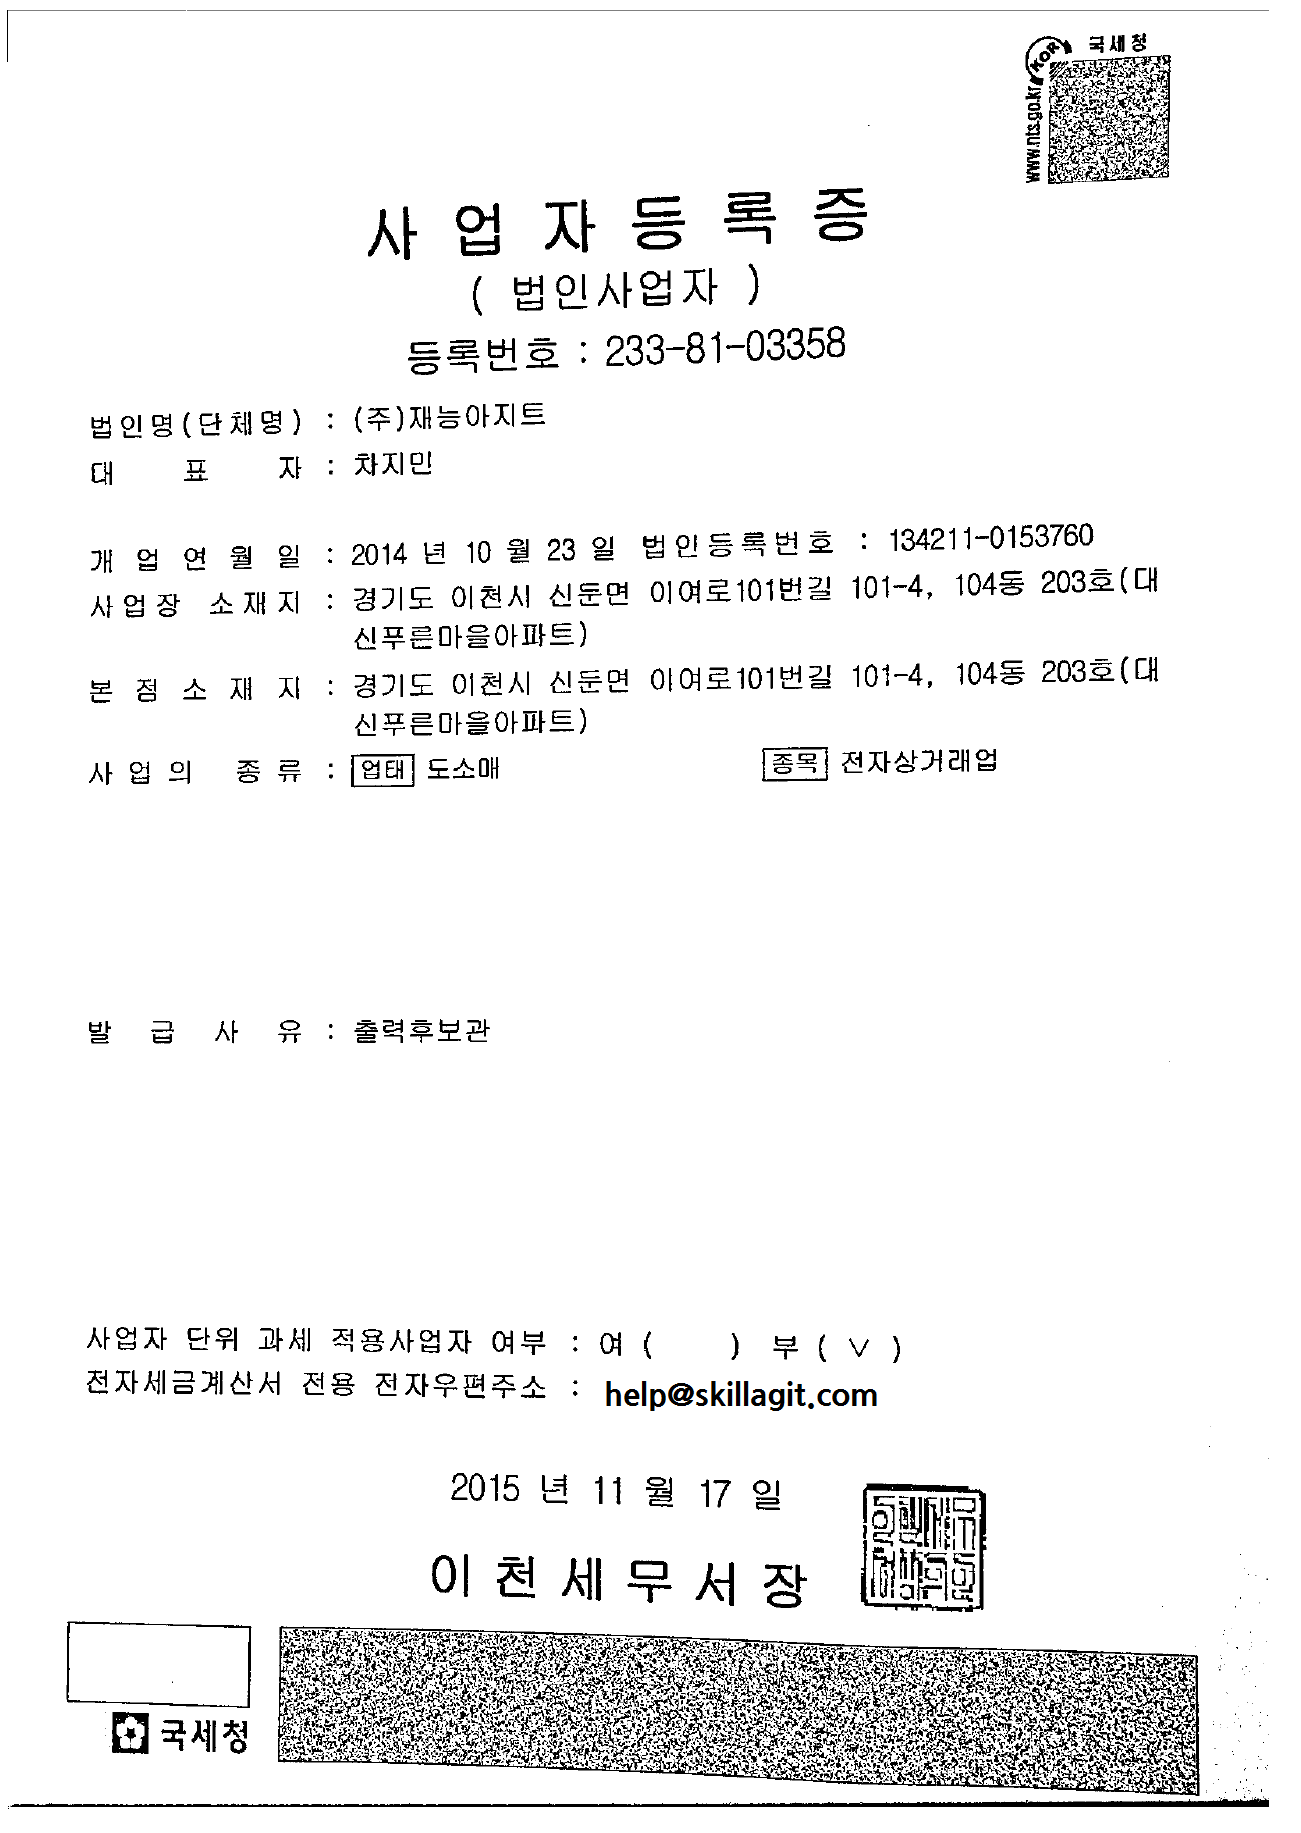 국세청
KOR
www.nts.go.kr
사업자등록증
( 법인사업자 )
등록번호 : 233-81-03358
법인명(단체명) : (주)재능아지트
대 표 자 : 차지민
개 업 연 월 일 : 2014 년 10 월 23 일 법인등록번호 : 134211-0153760
사업장 소재지 : 경기도 이천시 신둔면 이여로101번길 101-4, 104동 203호(대
신푸른마을아파트)
본 점 소 재 지 : 경기도 이천시 신둔면 이여로101번길 101-4, 104동 203호(대
신푸른마을아파트)
사 업 의 종 류 : 업태 도소매 종목 전자상거래업
발 급 사 유 : 출력후보관
사업자 단위 과세 적용사업자 여부 : 여 ( ) 부 ( ∨ )
전자세금계산서 전용 전자우편주소 : help@skillagit.com
2015 년 11 월 17 일
이천세무서장
국세청